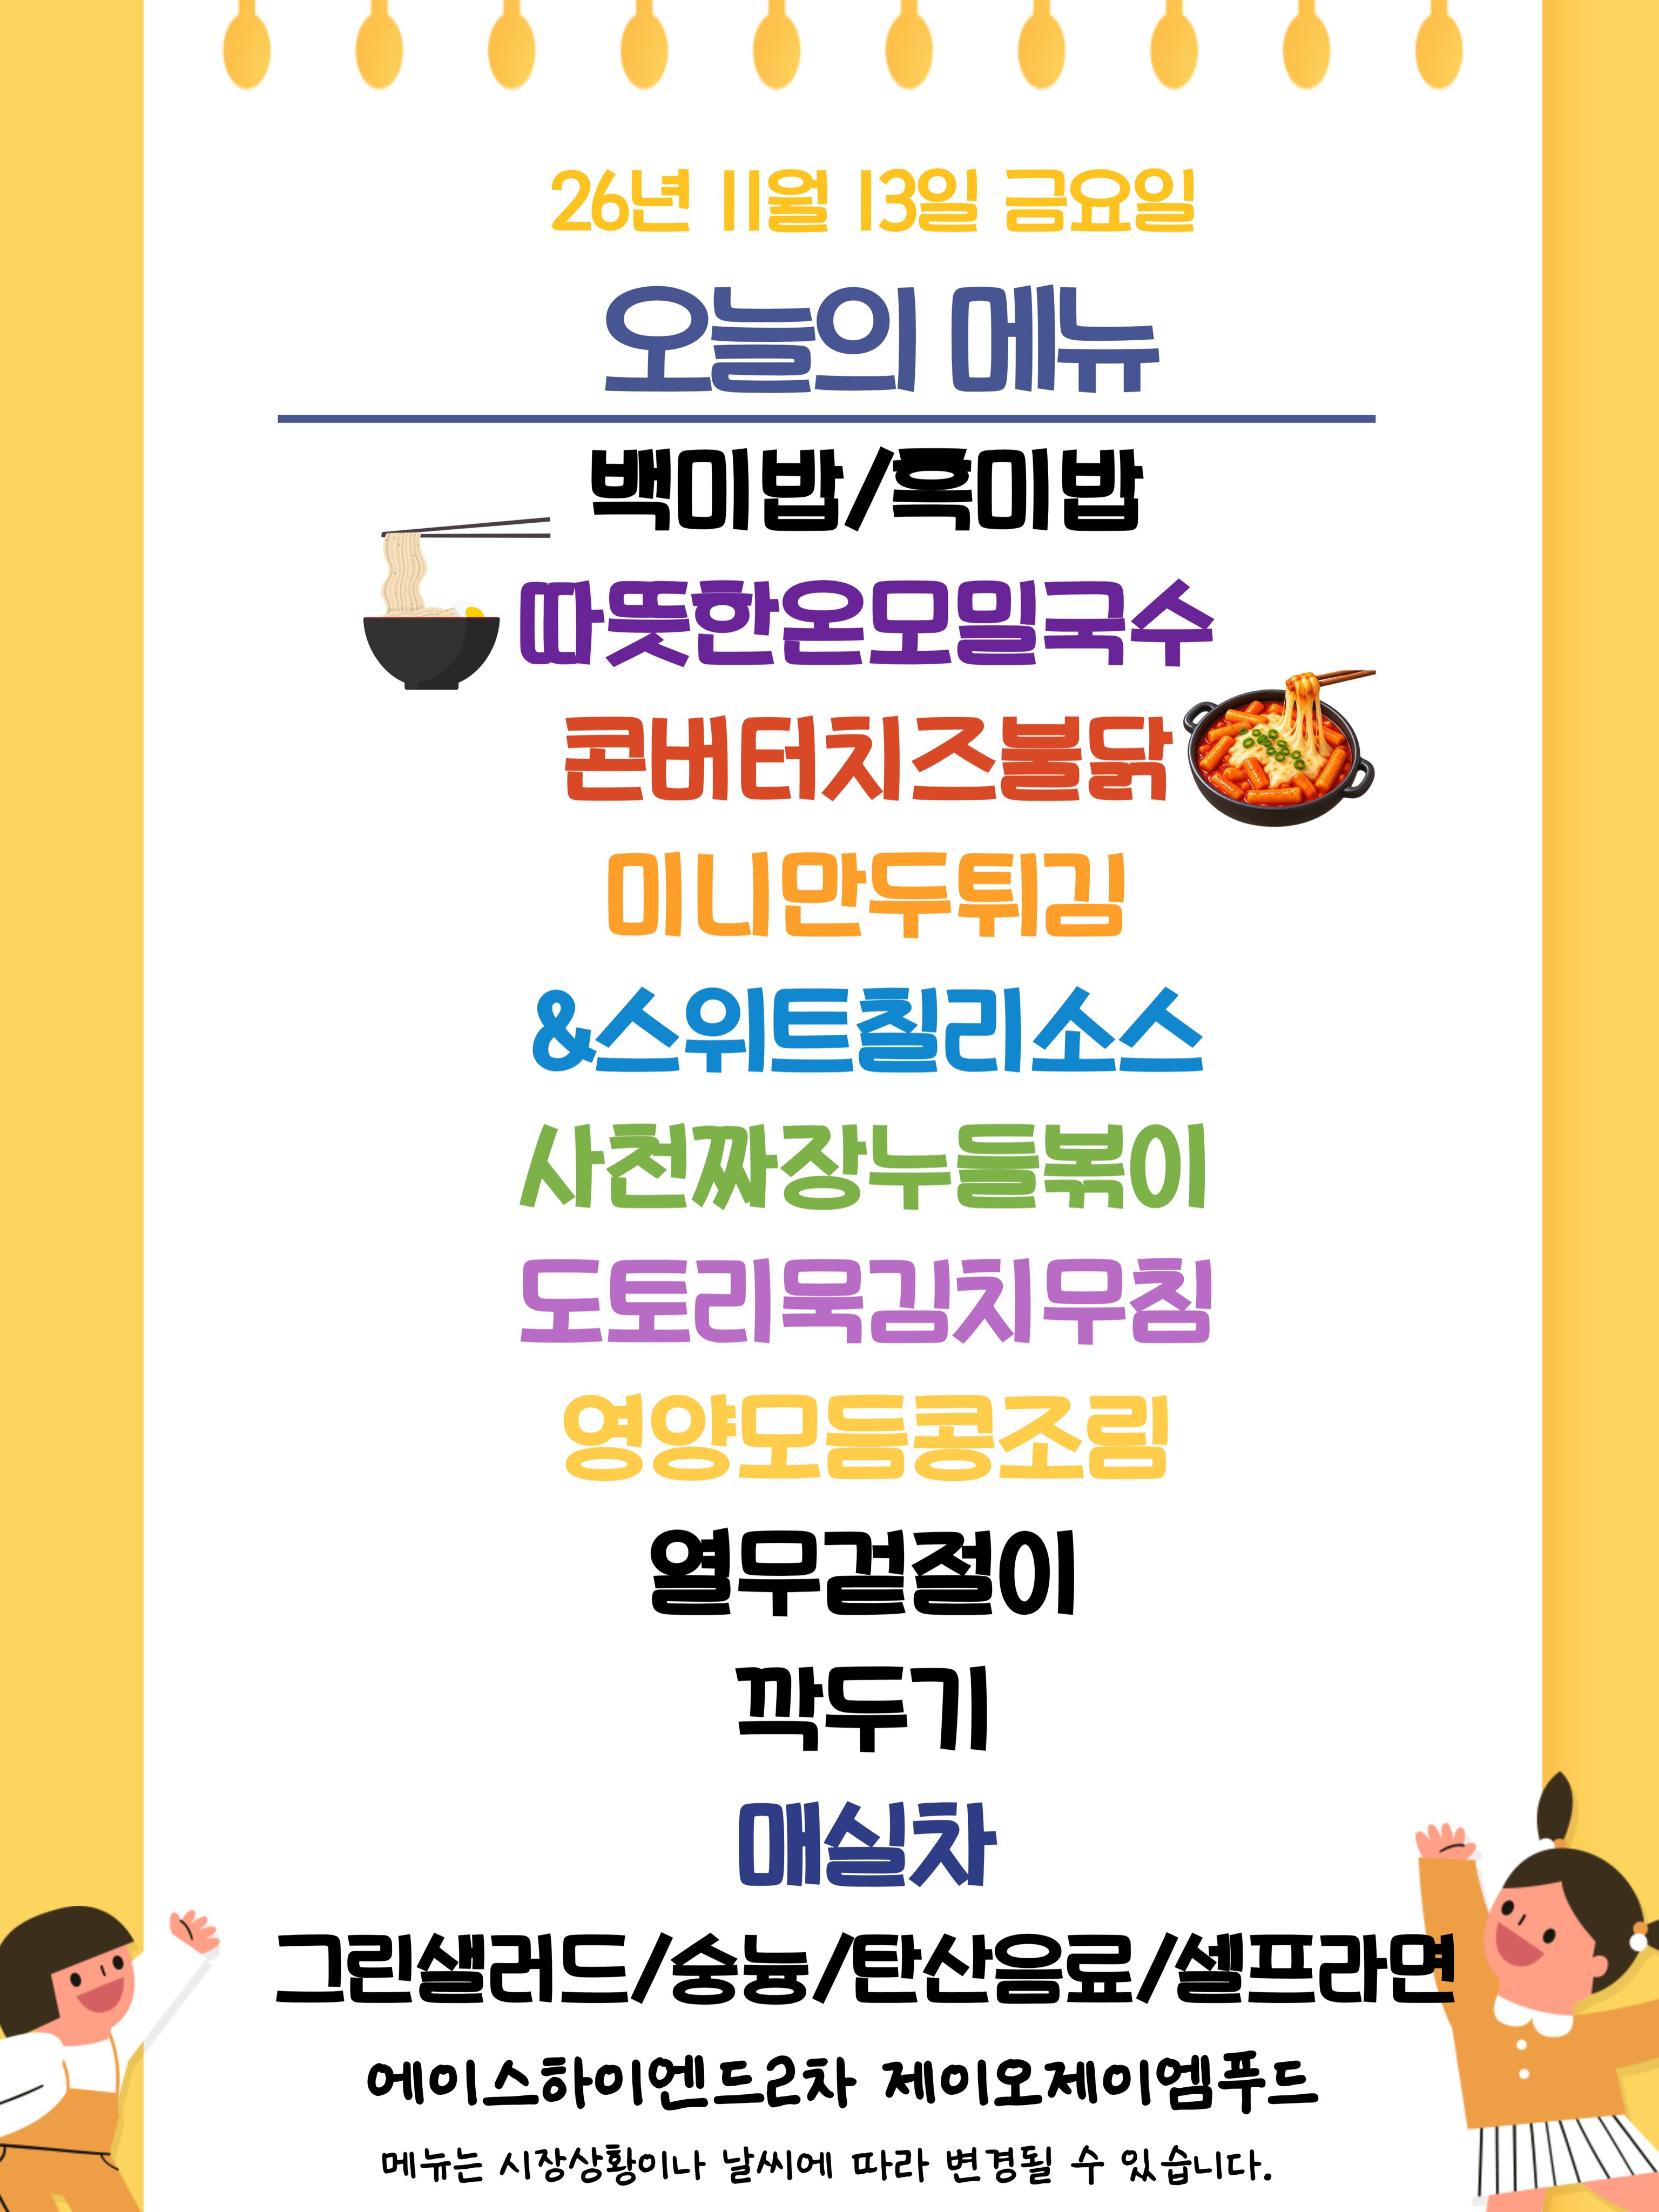 26년 11월 13일 금요일
오늘의 메뉴
백미밥/흑미밥
따뜻한온모밀국수
콘버터치즈불닭
미니만두튀김
&스위트칠리소스
사천짜장누들볶이
도토리묵김치무침
영양모듬콩조림
열무겉절이
깍두기
매실차
그린샐러드/숭늉/탄산음료/셀프라면
에이스하이엔드2차 제이오제이엠푸드
메뉴는 시장상황이나 날씨에 따라 변경될 수 있습니다.